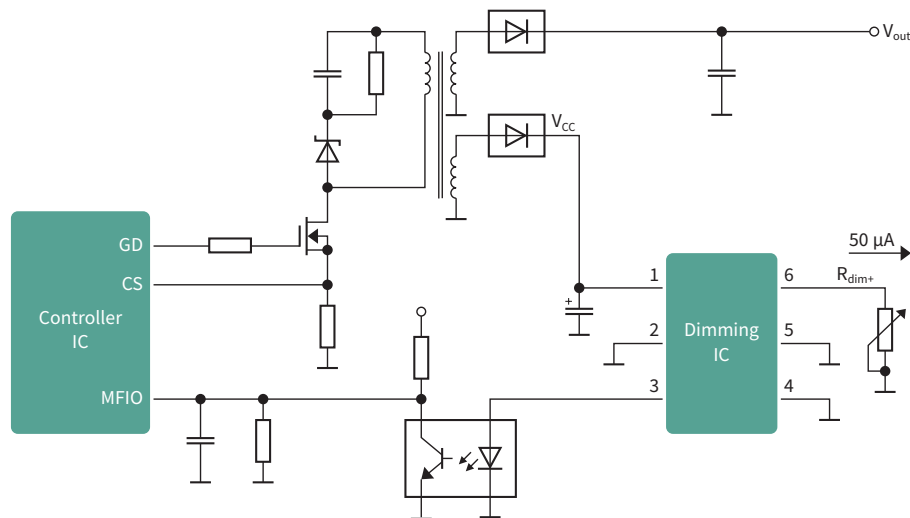 V_out
V_CC
GD
CS
Controller
IC
MFIO
+
1
2
3
Dimming
IC
6
5
4
50 µA
R_dim+